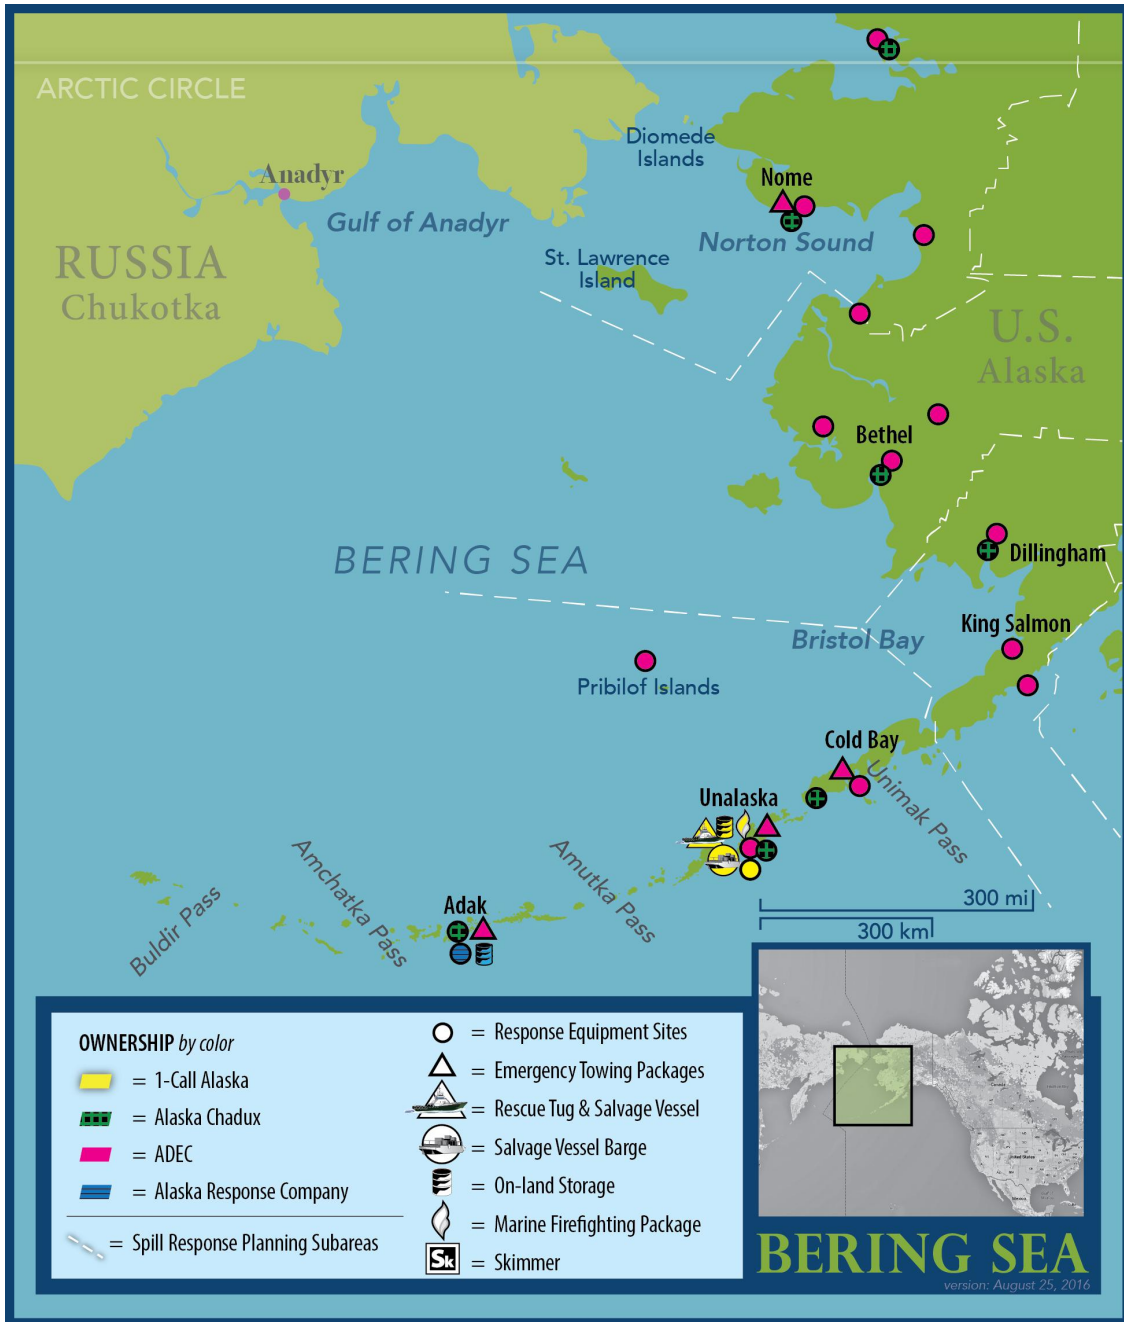 ARCTIC CIRCLE
Diomede
Islands
Anadyr
Nome
Gulf of Anadyr
Norton Sound
RUSSIA
Chukotka
St. Lawrence
Island
U.S.
Alaska
Bethel
BERING SEA
Dillingham
King Salmon
Bristol Bay
Pribilof Islands
Cold Bay
Unimak Pass
Unalaska
Amchatka Pass
Amutka Pass
Buldir Pass
Adak
300 mi
300 km
OWNERSHIP by color
= 1-Call Alaska
= Alaska Chadux
= ADEC
= Alaska Response Company
= Spill Response Planning Subareas
= Response Equipment Sites
= Emergency Towing Packages
= Rescue Tug & Salvage Vessel
= Salvage Vessel Barge
= On-land Storage
= Marine Firefighting Package
Sk = Skimmer
BERING SEA
version: August 25, 2016